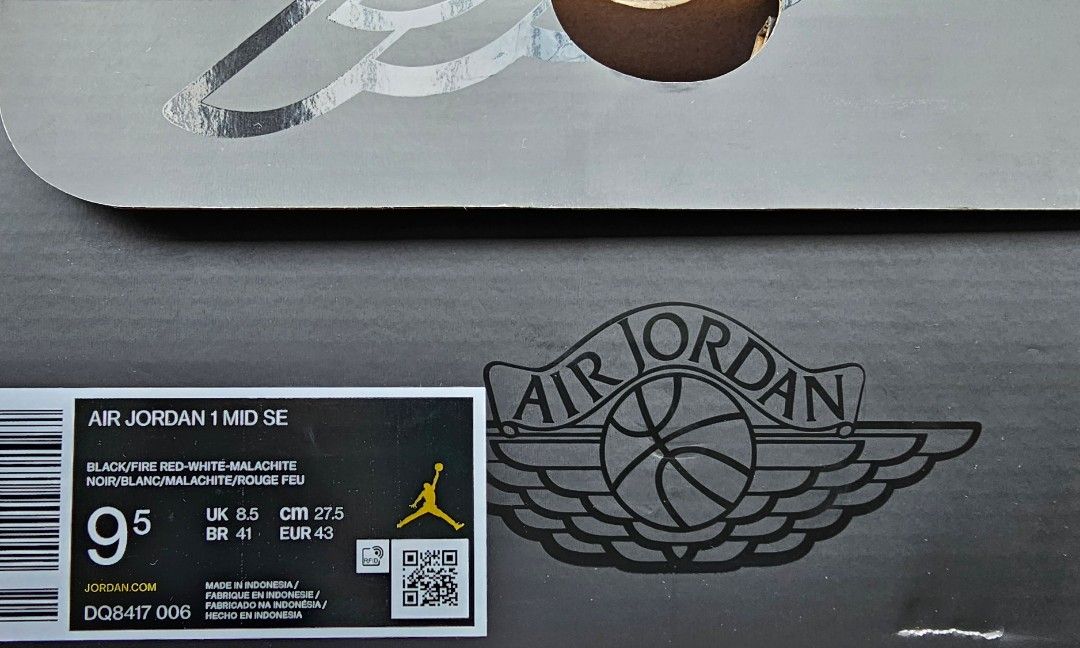 AIR JORDAN
AIR JORDAN 1 MID SE
BLACK/FIRE RED-WHITE-MALACHITE
NOIR/BLANC/MALACHITE/ROUGE FEU
9⁵
UK 8.5 cm 27.5
BR 41 EUR 43
RFID
JORDAN.COM
DQ8417 006
MADE IN INDONESIA /
FABRIQUE EN INDONESIE /
FABRICADO NA INDONÉSIA /
HECHO EN INDONESIA